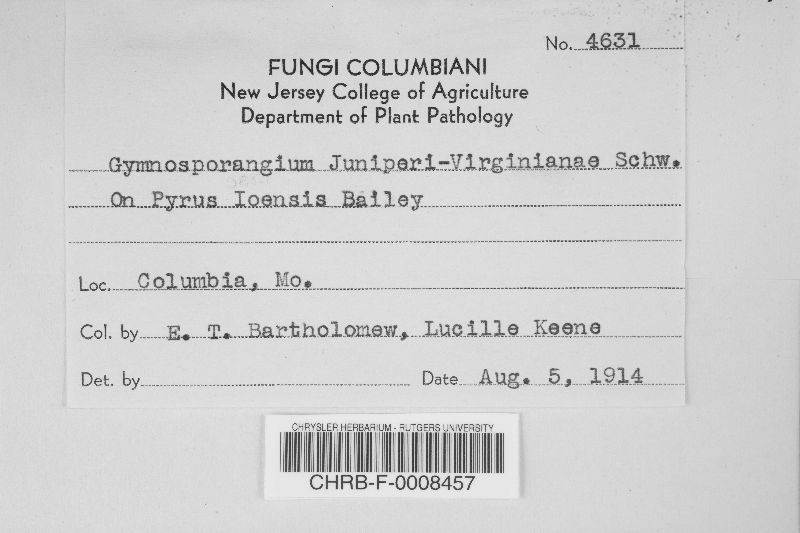 No. 4631
FUNGI COLUMBIANI
New Jersey College of Agriculture
Department of Plant Pathology
Gymnosporangium Juniperi-Virginianae Schw.
On Pyrus Ioensis Bailey
Loc. Columbia, Mo.
Col. by E. T. Bartholomew, Lucille Keene
Det. by Date Aug. 5, 1914
CHRYSLER HERBARIUM - RUTGERS UNIVERSITY
CHRB-F-0008457